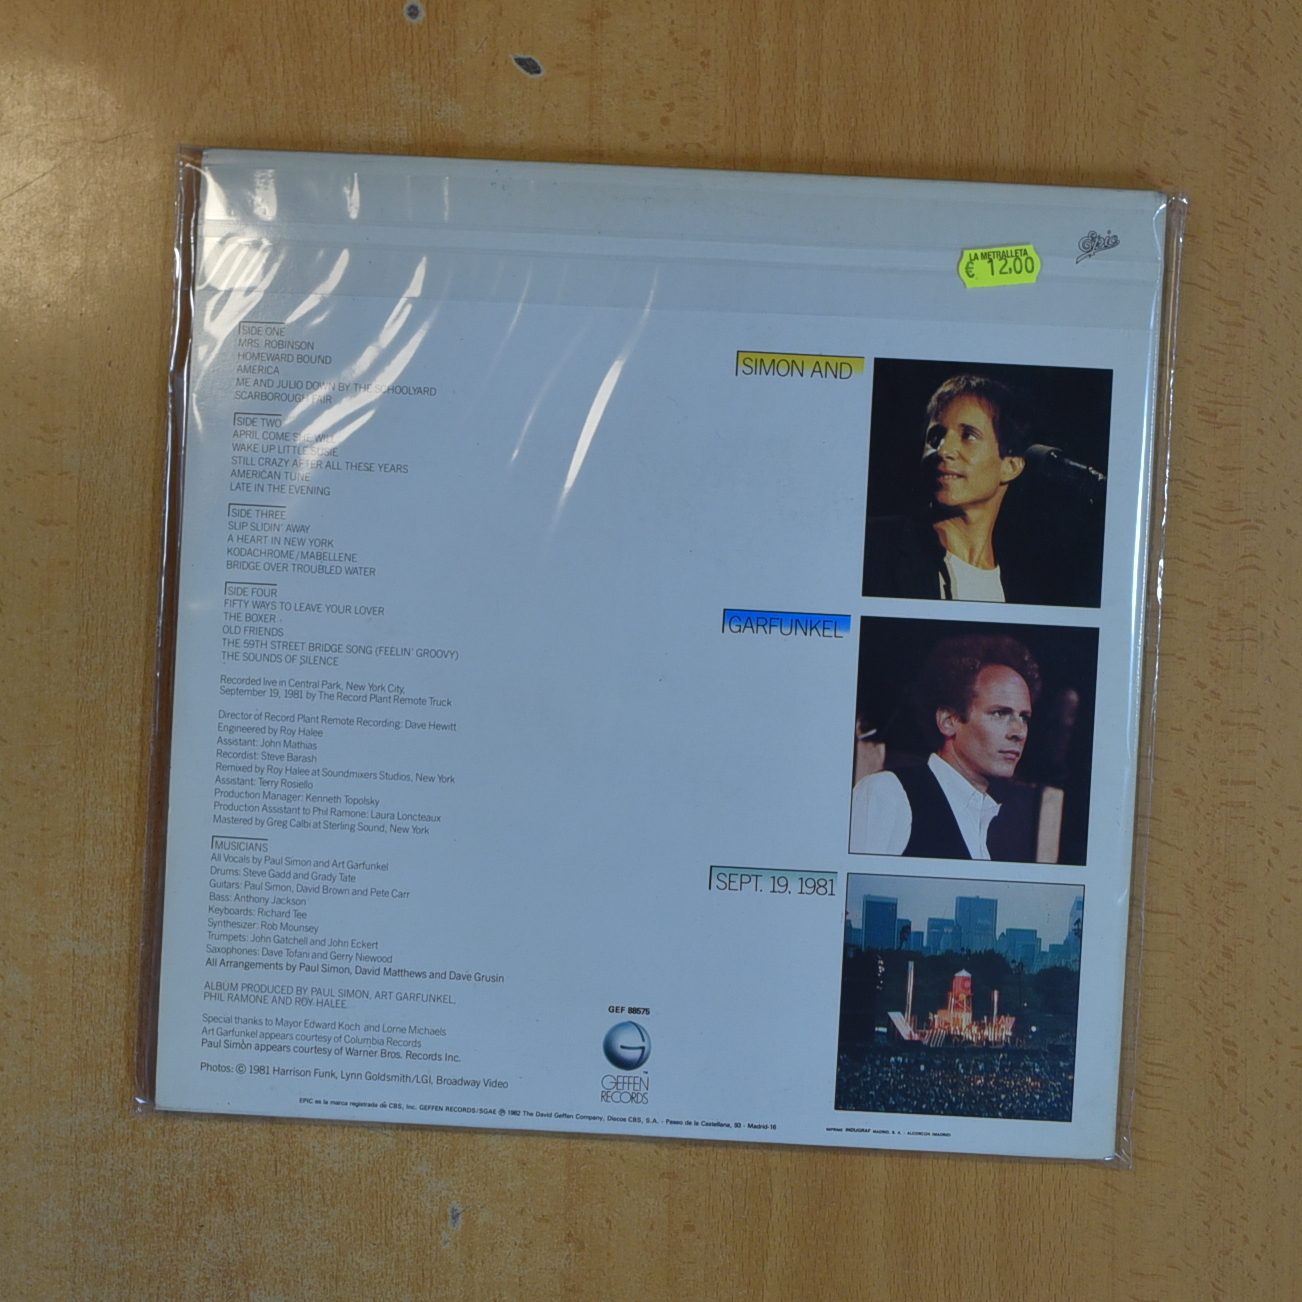 Epic
LA METRALLETA
€ 12,00
SIDE ONE
MRS. ROBINSON
HOMEWARD BOUND
AMERICA
ME AND JULIO DOWN BY THE SCHOOLYARD
SCARBOROUGH FAIR
SIDE TWO
APRIL COME SHE WILL
WAKE UP LITTLE SUSIE
STILL CRAZY AFTER ALL THESE YEARS
AMERICAN TUNE
LATE IN THE EVENING
SIDE THREE
SLIP SLIDIN' AWAY
A HEART IN NEW YORK
KODACHROME/MABELLENE
BRIDGE OVER TROUBLED WATER
SIDE FOUR
FIFTY WAYS TO LEAVE YOUR LOVER
THE BOXER
OLD FRIENDS
THE 59TH STREET BRIDGE SONG (FEELIN' GROOVY)
THE SOUNDS OF SILENCE
Recorded live in Central Park, New York City,
September 19, 1981 by The Record Plant Remote Truck
Director of Record Plant Remote Recording: Dave Hewitt
Engineered by Roy Halee
Assistant: John Mathias
Recordist: Steve Barash
Remixed by Roy Halee at Soundmixers Studios, New York
Assistant: Terry Rosiello
Production Manager: Kenneth Topolsky
Production Assistant to Phil Ramone: Laura Loncteaux
Mastered by Greg Calbi at Sterling Sound, New York
MUSICIANS
All Vocals by Paul Simon and Art Garfunkel
Drums: Steve Gadd and Grady Tate
Guitars: Paul Simon, David Brown and Pete Carr
Bass: Anthony Jackson
Keyboards: Richard Tee
Synthesizer: Rob Mounsey
Trumpets: John Gatchell and John Eckert
Saxophones: Dave Tofani and Gerry Niewood
All Arrangements by Paul Simon, David Matthews and Dave Grusin
ALBUM PRODUCED BY PAUL SIMON, ART GARFUNKEL,
PHIL RAMONE AND ROY HALEE.
Special thanks to Mayor Edward Koch and Lorne Michaels
Art Garfunkel appears courtesy of Columbia Records
Paul Simon appears courtesy of Warner Bros. Records Inc.
Photos: © 1981 Harrison Funk, Lynn Goldsmith/LGI, Broadway Video
SIMON AND
GARFUNKEL
SEPT. 19, 1981
GEF 88575
GEFFEN
RECORDS
™
EPIC es la marca registrada de CBS, Inc. GEFFEN RECORDS/SGAE ℗ 1982 The David Geffen Company, Discos CBS, S.A. - Paseo de la Castellana, 93 - Madrid-16
INDUGRAF MADRID, S. A. -